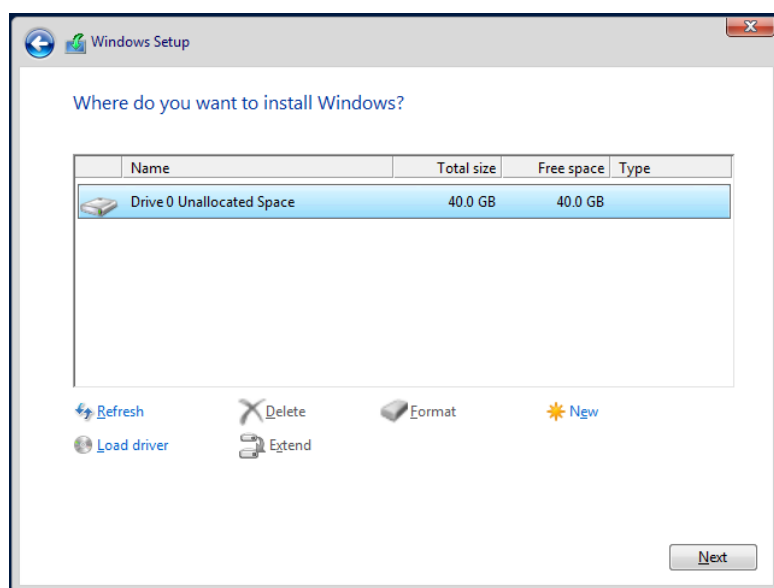 Windows Setup
Where do you want to install Windows?
Name Total size Free space Type
Drive 0 Unallocated Space 40.0 GB 40.0 GB
Refresh Delete Format New
Load driver Extend
Next